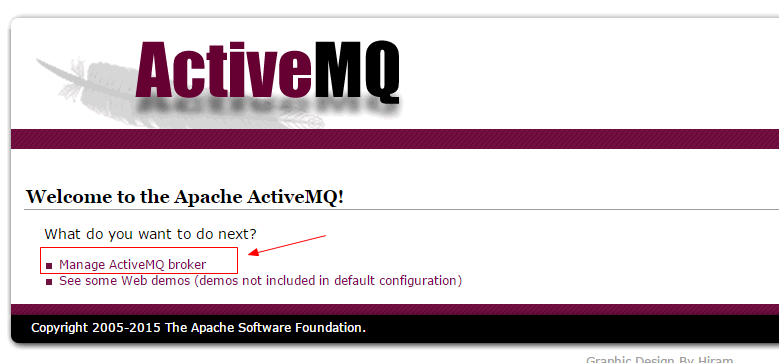 ActiveMQ
Welcome to the Apache ActiveMQ!
What do you want to do next?
Manage ActiveMQ broker
See some Web demos (demos not included in default configuration)
Copyright 2005-2015 The Apache Software Foundation.
Graphic Design By Hiram